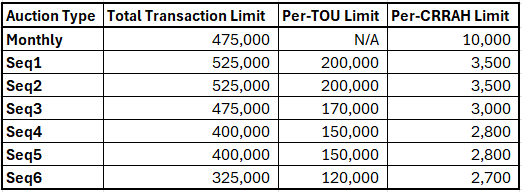 Auction Type Total Transaction Limit Per-TOU Limit Per-CRRAH Limit
Monthly 475,000 N/A 10,000
Seq1 525,000 200,000 3,500
Seq2 525,000 200,000 3,500
Seq3 475,000 170,000 3,000
Seq4 400,000 150,000 2,800
Seq5 400,000 150,000 2,800
Seq6 325,000 120,000 2,700